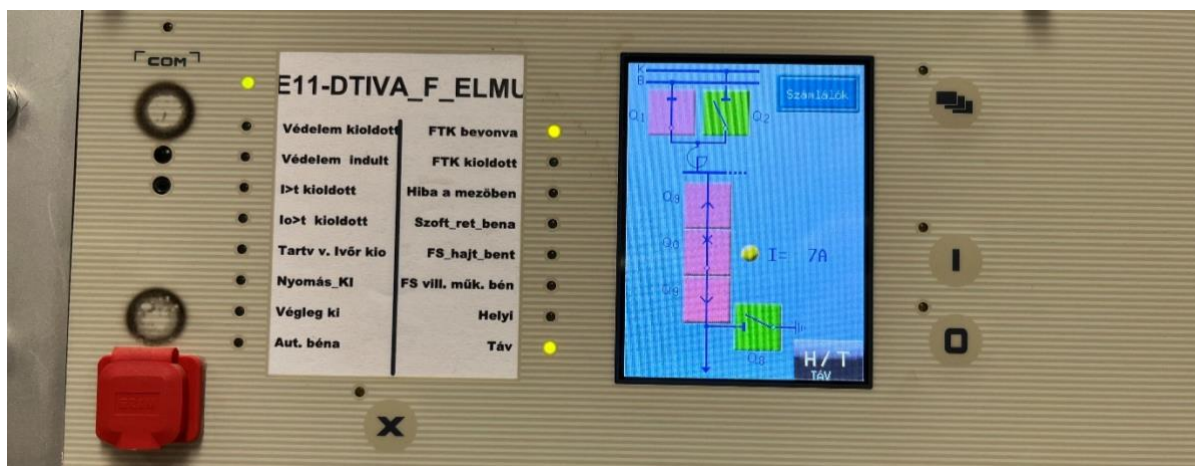 COM
E11-DTIVA_F_ELMU
Védelem kioldott
Védelem indult
I>t kioldott
Io>t kioldott
Tartv v. Ivőr kio
Nyomás_KI
Végleg ki
Aut. béna
FTK bevonva
FTK kioldott
Hiba a mezöben
Szoft_ret_bena
FS_hajt_bent
FS vill. műk. bén
Helyi
Táv
X
K
B
Számlálók
Q1
Q2
Q9
Q0
I= 7A
Q9
Q8
H/T
TÁV
I
O